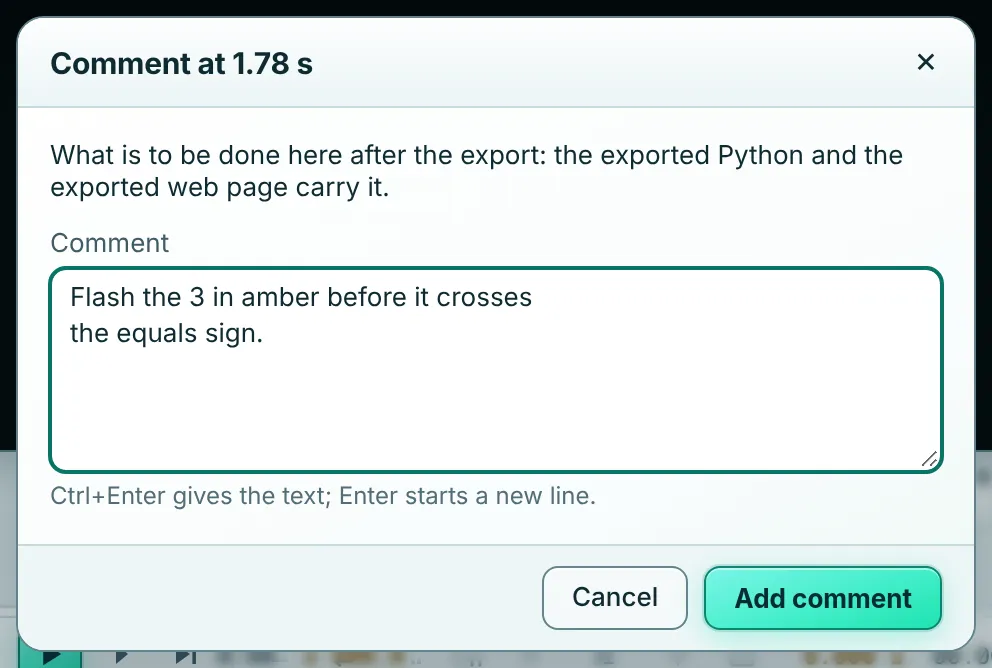 Comment at 1.78 s
What is to be done here after the export: the exported Python and the
exported web page carry it.
Comment
Flash the 3 in amber before it crosses
the equals sign.
Ctrl+Enter gives the text; Enter starts a new line.
Cancel
Add comment